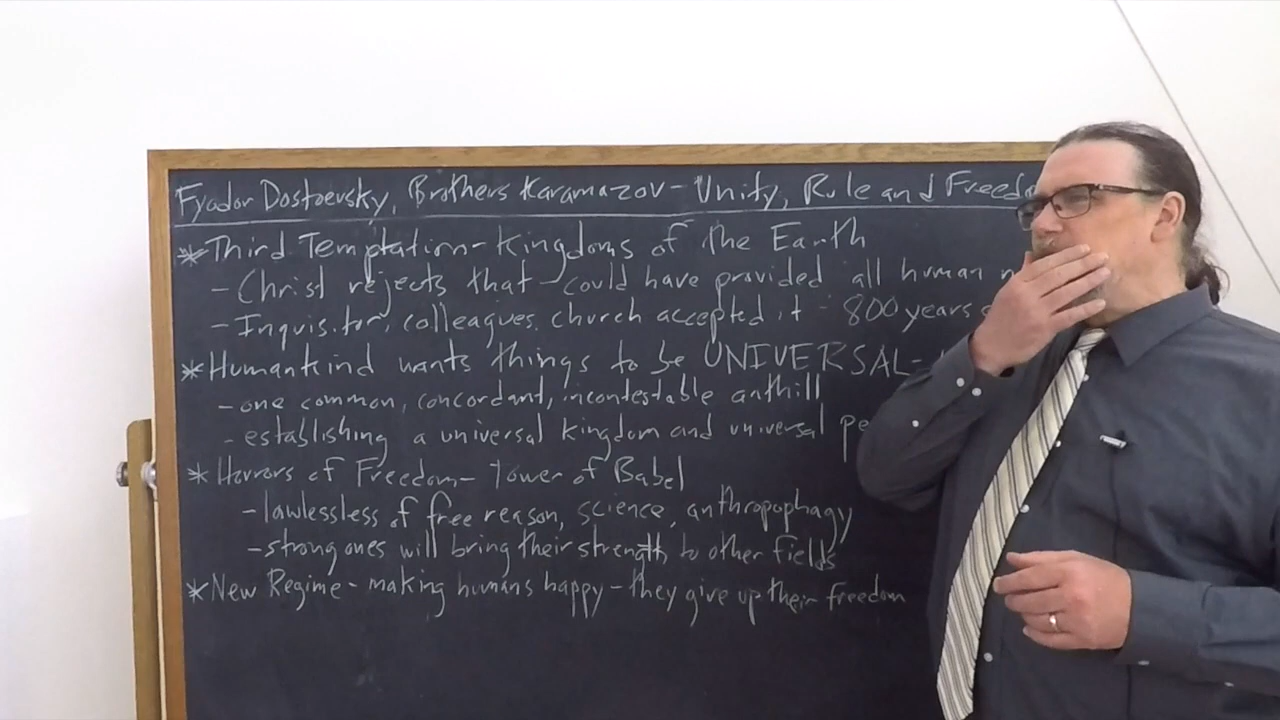 Fyodor Dostoevsky, Brothers Karamazov - Unity, Rule and Freedo
* Third Temptation - Kingdoms of the Earth
- Christ rejects that - could have provided all human
- Inquisitor, colleagues, church accepted it - 800 years
* Humankind wants things to be UNIVERSAL -
- one common, concordant, incontestable anthill
- establishing a universal kingdom and universal pe
* Horrors of Freedom - Tower of Babel
- lawlessless of free reason, science, anthropophagy
- strong ones will bring their strength to other fields
* New Regime - making humans happy - they give up their freedom